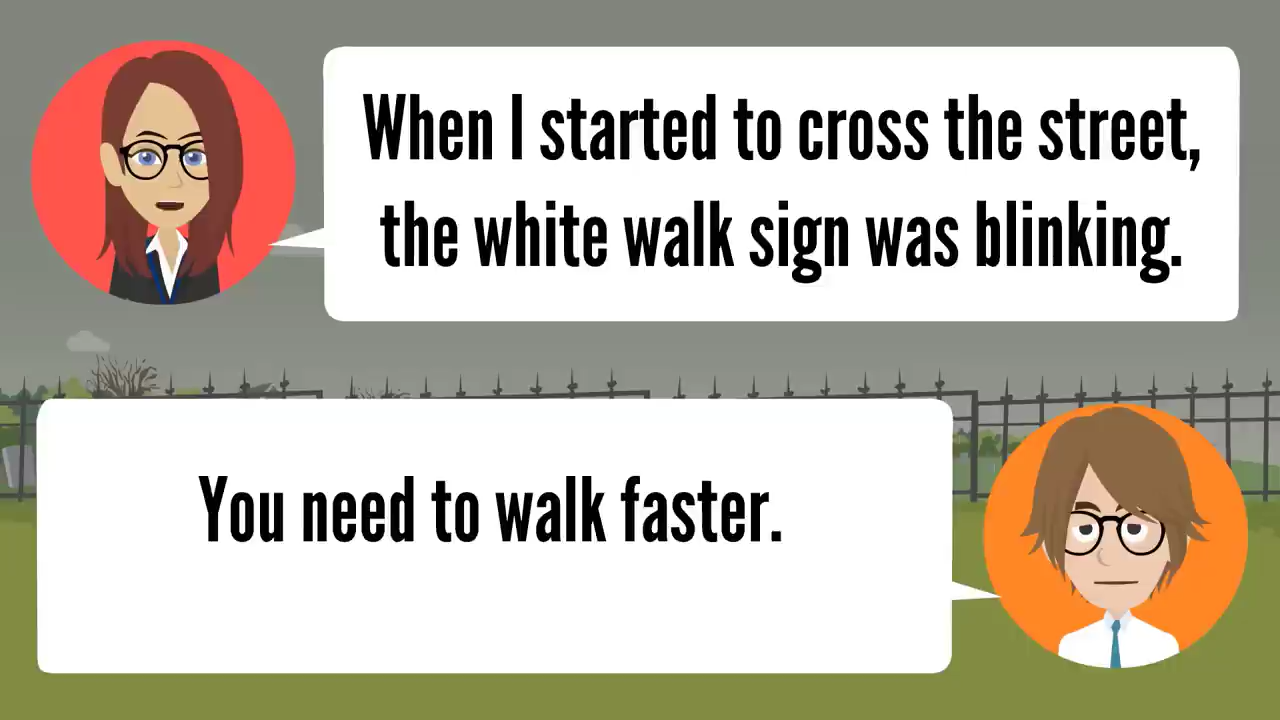 When I started to cross the street,
the white walk sign was blinking.
You need to walk faster.